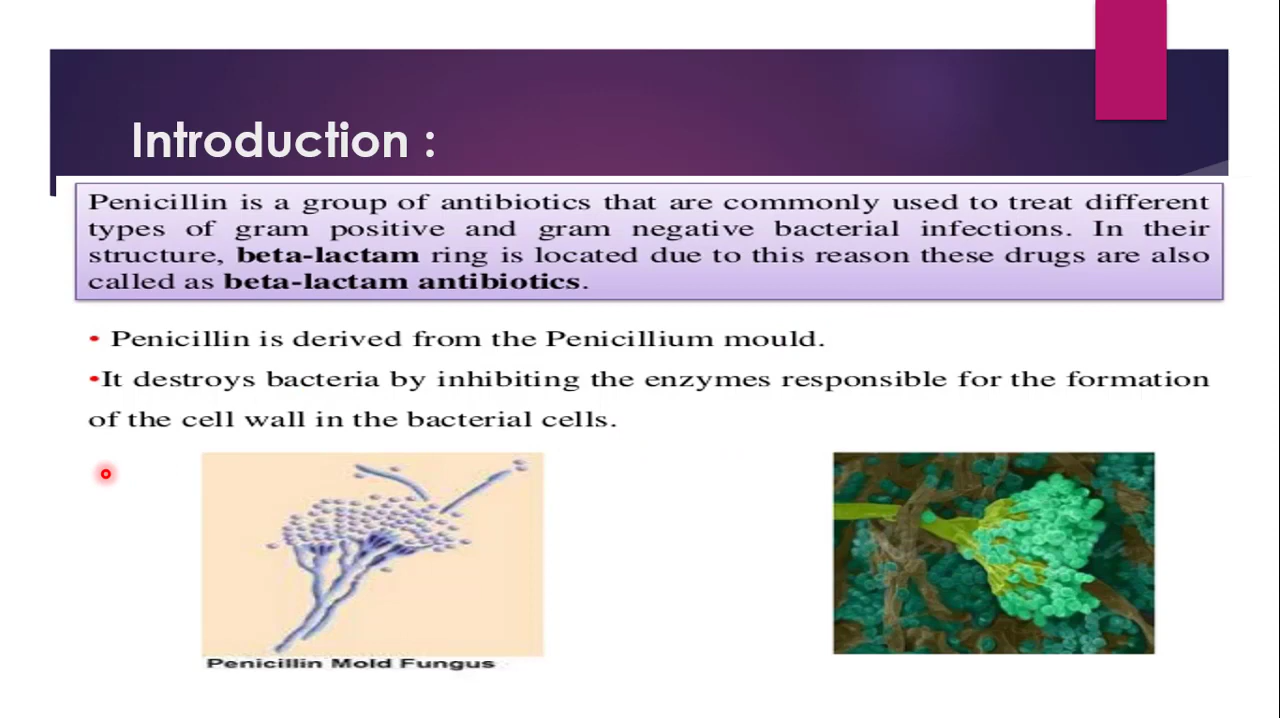 Introduction :
Penicillin is a group of antibiotics that are commonly used to treat different
types of gram positive and gram negative bacterial infections. In their
structure, beta-lactam ring is located due to this reason these drugs are also
called as beta-lactam antibiotics.
• Penicillin is derived from the Penicillium mould.
•It destroys bacteria by inhibiting the enzymes responsible for the formation
of the cell wall in the bacterial cells.
Penicillin Mold Fungus